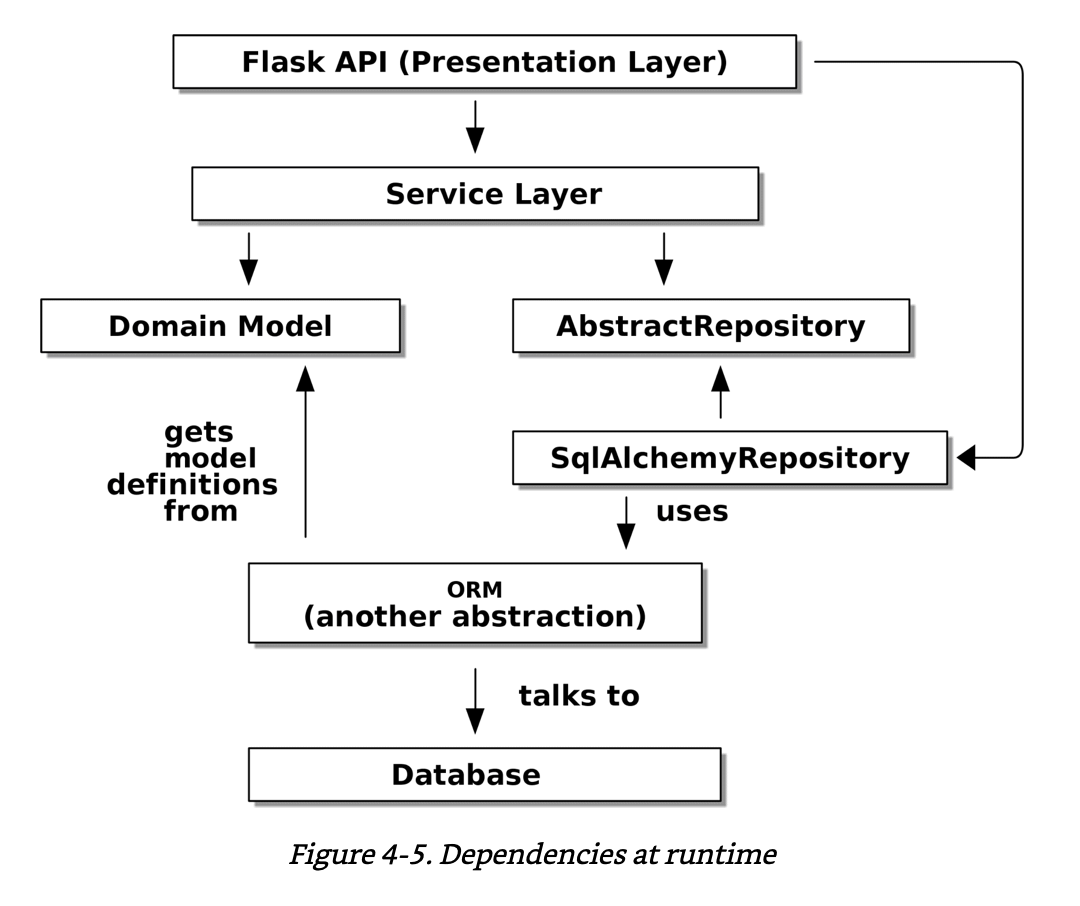 Flask API (Presentation Layer)
Service Layer
Domain Model
AbstractRepository
gets
model
definitions
from
SqlAlchemyRepository
uses
ORM
(another abstraction)
talks to
Database
Figure 4-5. Dependencies at runtime